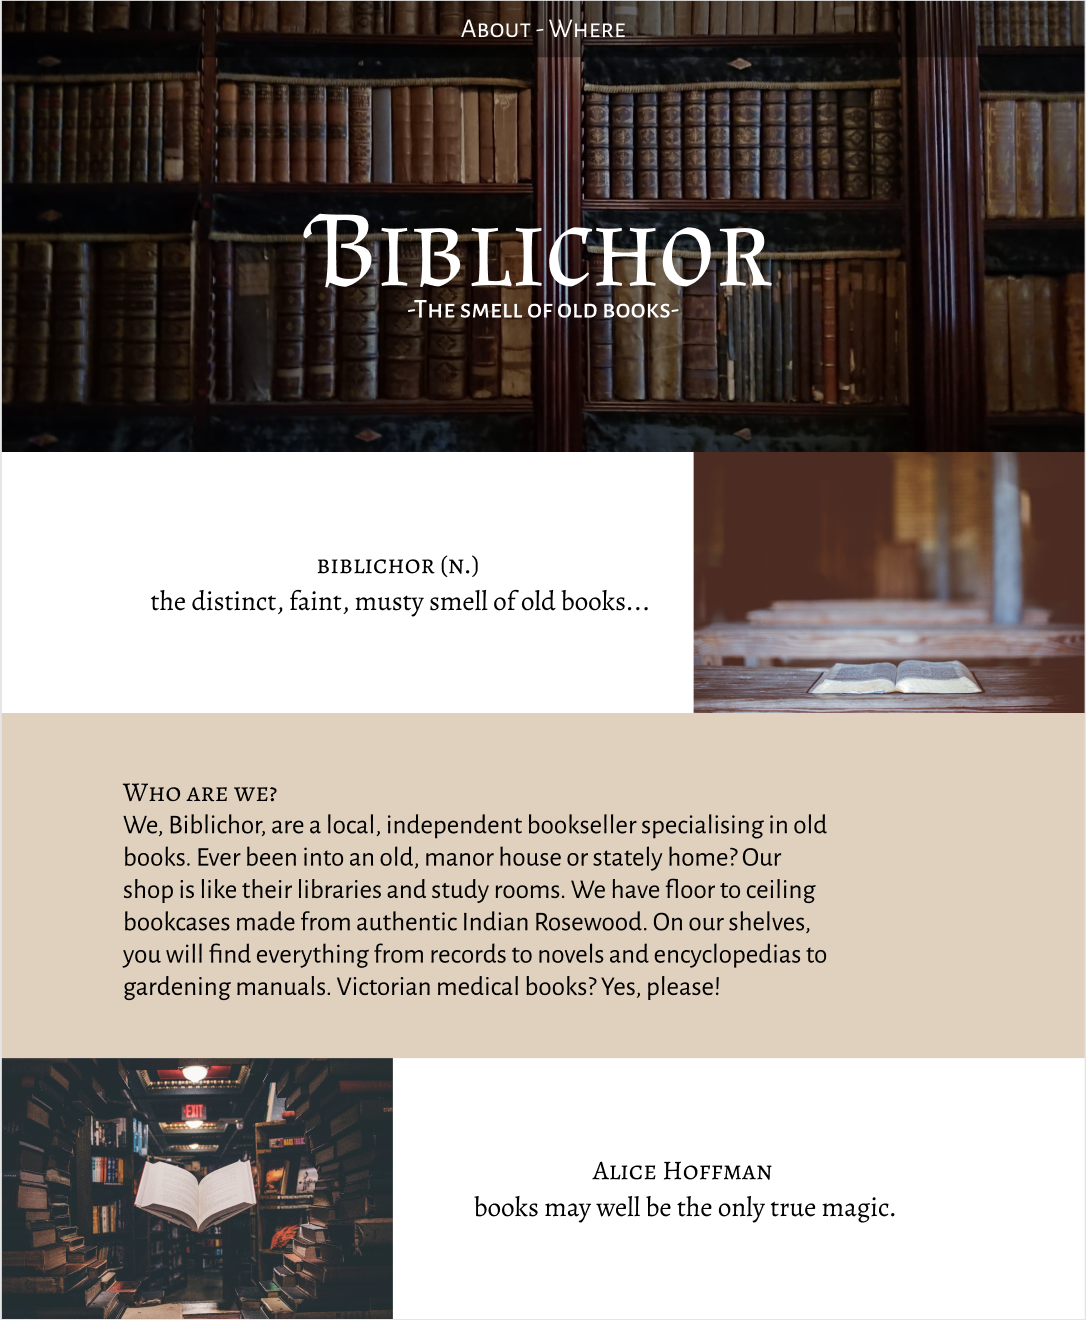 About - Where
Biblichor
-The smell of old books-
biblichor (n.)
the distinct, faint, musty smell of old books...
Who are we?
We, Biblichor, are a local, independent bookseller specialising in old
books. Ever been into an old, manor house or stately home? Our
shop is like their libraries and study rooms. We have floor to ceiling
bookcases made from authentic Indian Rosewood. On our shelves,
you will find everything from records to novels and encyclopedias to
gardening manuals. Victorian medical books? Yes, please!
EXIT
Alice Hoffman
books may well be the only true magic.